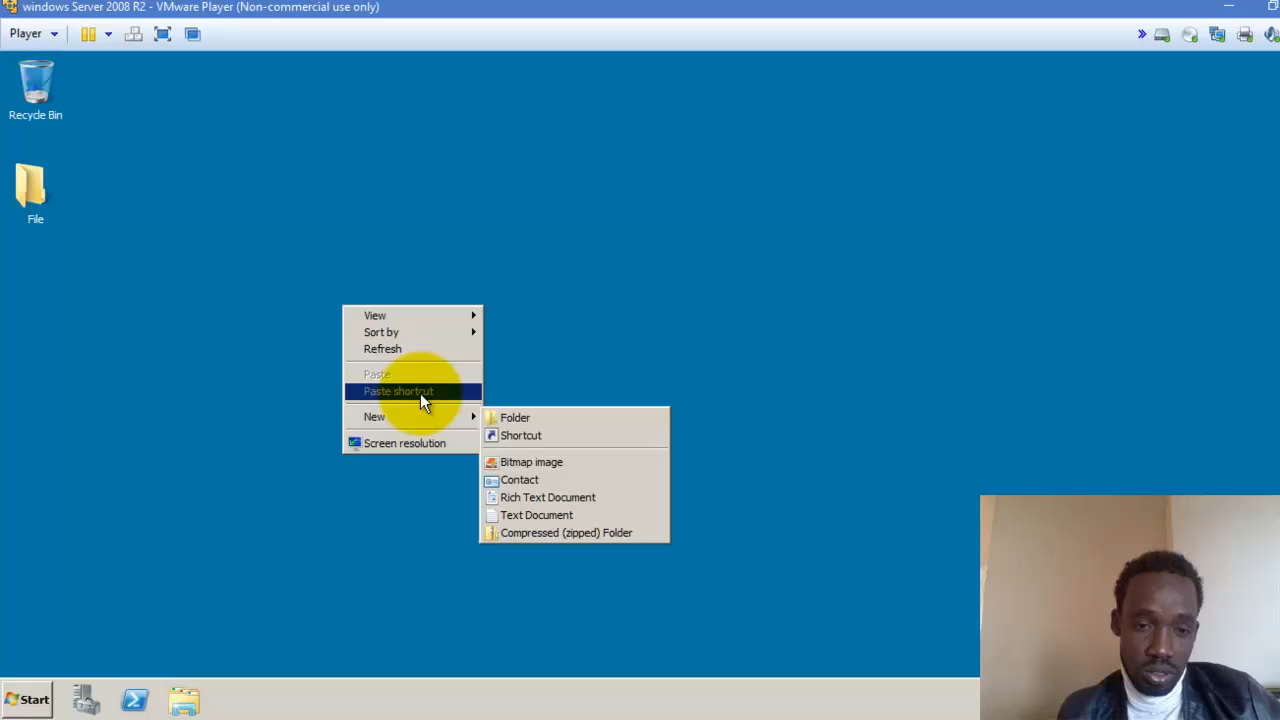 windows Server 2008 R2 - VMware Player (Non-commercial use only)
Player
Recycle Bin
File
View
Sort by
Refresh
Paste
Paste shortcut
New
Screen resolution
Folder
Shortcut
Bitmap image
Contact
Rich Text Document
Text Document
Compressed (zipped) Folder
Start